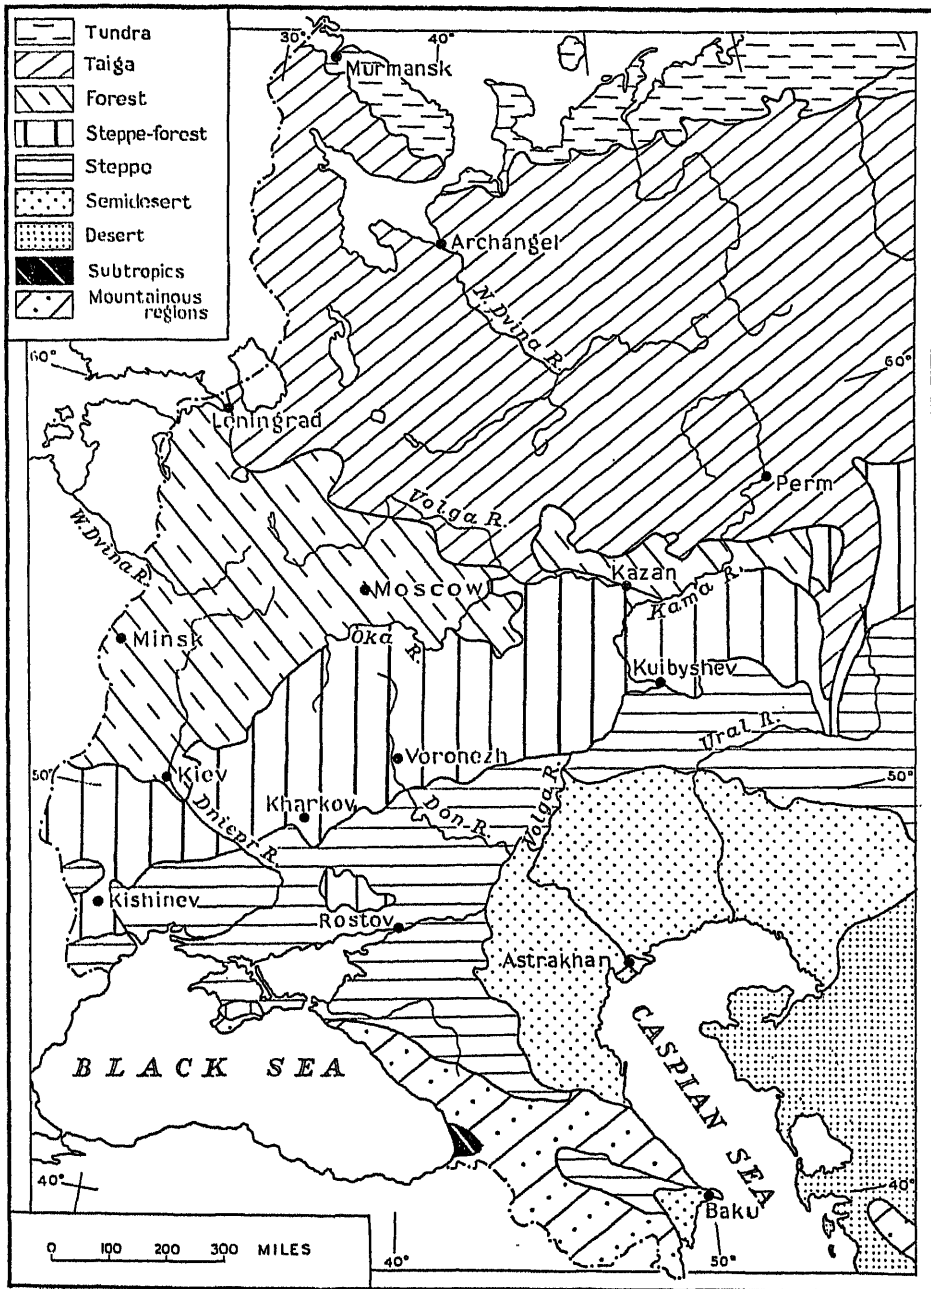 Tundra
Taiga
Forest
Steppe-forest
Steppe
Semidesert
Desert
Subtropics
Mountainous
regions
30°
40°
Murmansk
Archangel
N. Dvina R.
60°
60°
Leningrad
Perm
Volga R.
W. Dvina R.
Kazan
Moscow
Kama R.
Minsk
Oka R.
Kuibyshev
Ural R.
Voronezh
50°
Kiev
50°
Kharkov
Dniepr R.
Don R.
Volga R.
Kishinev
Rostov
Astrakhan
BLACK SEA
CASPIAN SEA
40°
40°
Baku
0 100 200 300 MILES
40°
50°